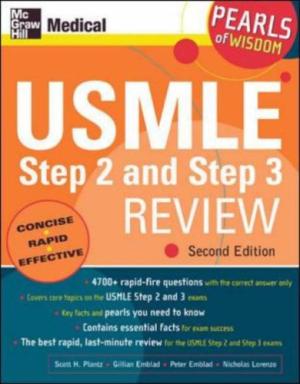 Mc
Graw
Hill
Medical
PEARLS
of WISDOM
USMLE
Step 2 and Step 3
REVIEW
Second Edition
CONCISE
• RAPID •
EFFECTIVE
• 4700+ rapid-fire questions with the correct answer only
• Covers core topics on the USMLE Step 2 and 3 exams
• Key facts and pearls you need to know
• Contains essential facts for exam success
• The best rapid, last-minute review for the USMLE Step 2 and Step 3 exams
Scott H. Plantz • Gillian Emblad • Peter Emblad • Nicholas Lorenzo